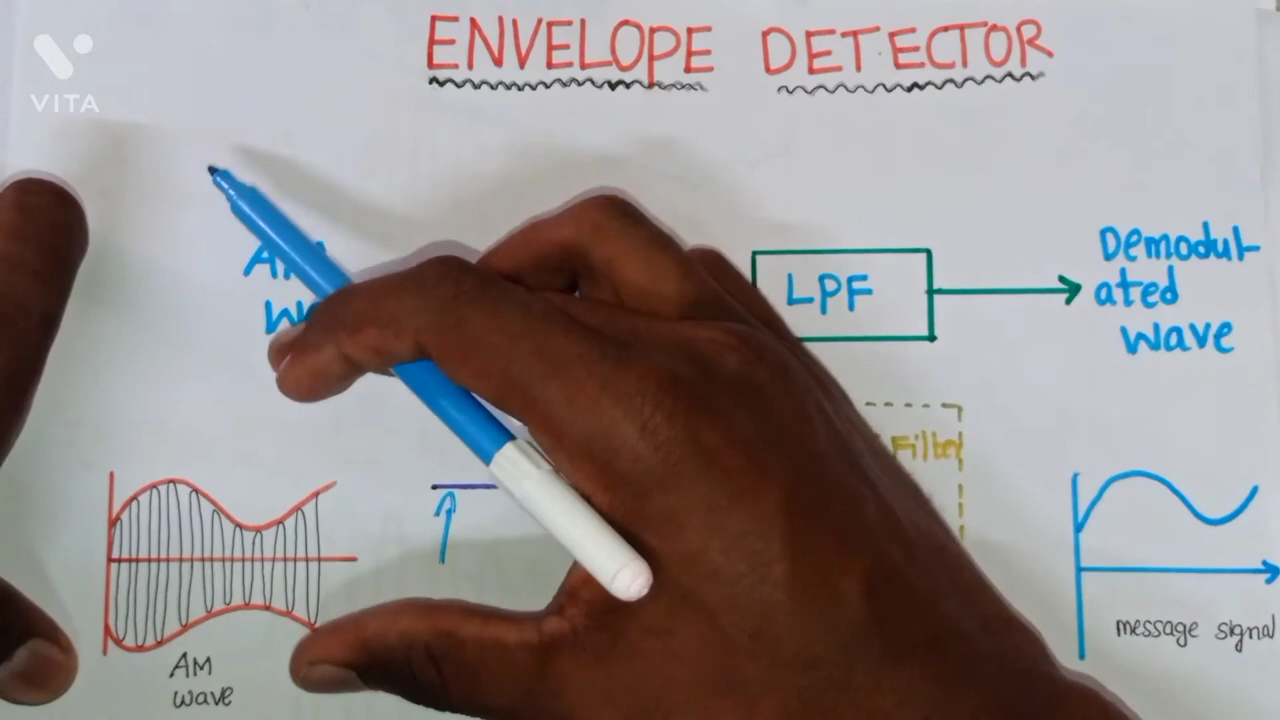 VITA
ENVELOPE DETECTOR
LPF
Demodul-
ated
wave
Filter
AM
wave
message signal